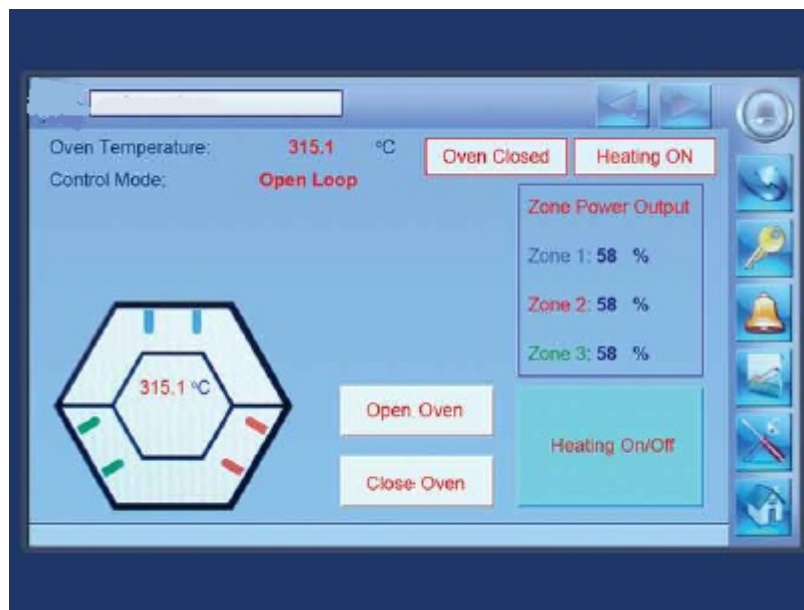 Oven Temperature: 315.1 °C
Control Mode: Open Loop
Oven Closed
Heating ON
Zone Power Output
Zone 1: 58 %
Zone 2: 58 %
Zone 3: 58 %
315.1 °C
Open Oven
Close Oven
Heating On/Off